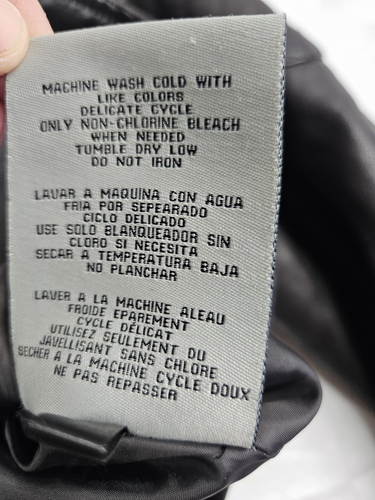 MACHINE WASH COLD WITH
LIKE COLORS
DELICATE CYCLE
ONLY NON-CHLORINE BLEACH
WHEN NEEDED
TUMBLE DRY LOW
DO NOT IRON
LAVAR A MAQUINA CON AGUA
FRIA POR SEPEARADO
CICLO DELICADO
USE SOLO BLANQUEADOR SIN
CLORO SI NECESITA
SECAR A TEMPERATURA BAJA
NO PLANCHAR
LAVER A LA MACHINE ALEAU
FROIDE EPAREMENT
CYCLE DÉLICAT
UTILISEZ SEULEMENT DU
JAVELLISANT SANS CHLORE
SECHER A LA MACHINE CYCLE DOUX
NE PAS REPASSER